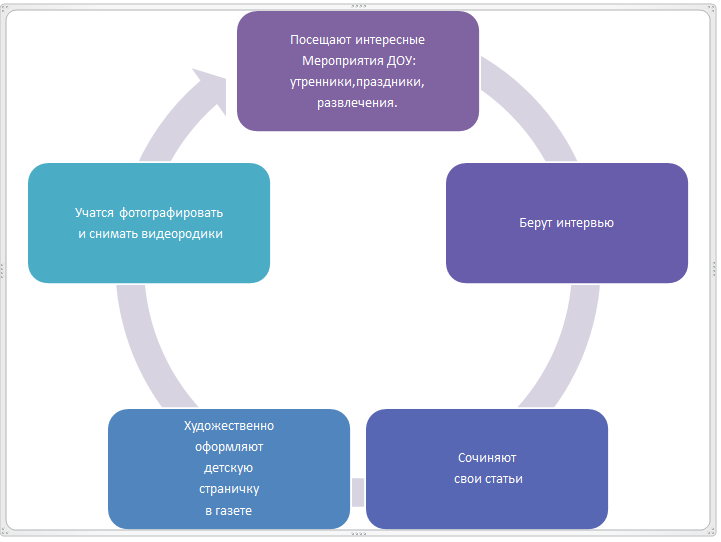 Посещают интересные
Мероприятия ДОУ:
утренники,праздники,
развлечения.
Берут интервью
Сочиняют
свои статьи
Художественно
оформляют
детскую
страничку
в газете
Учатся фотографировать
и снимать видеородики